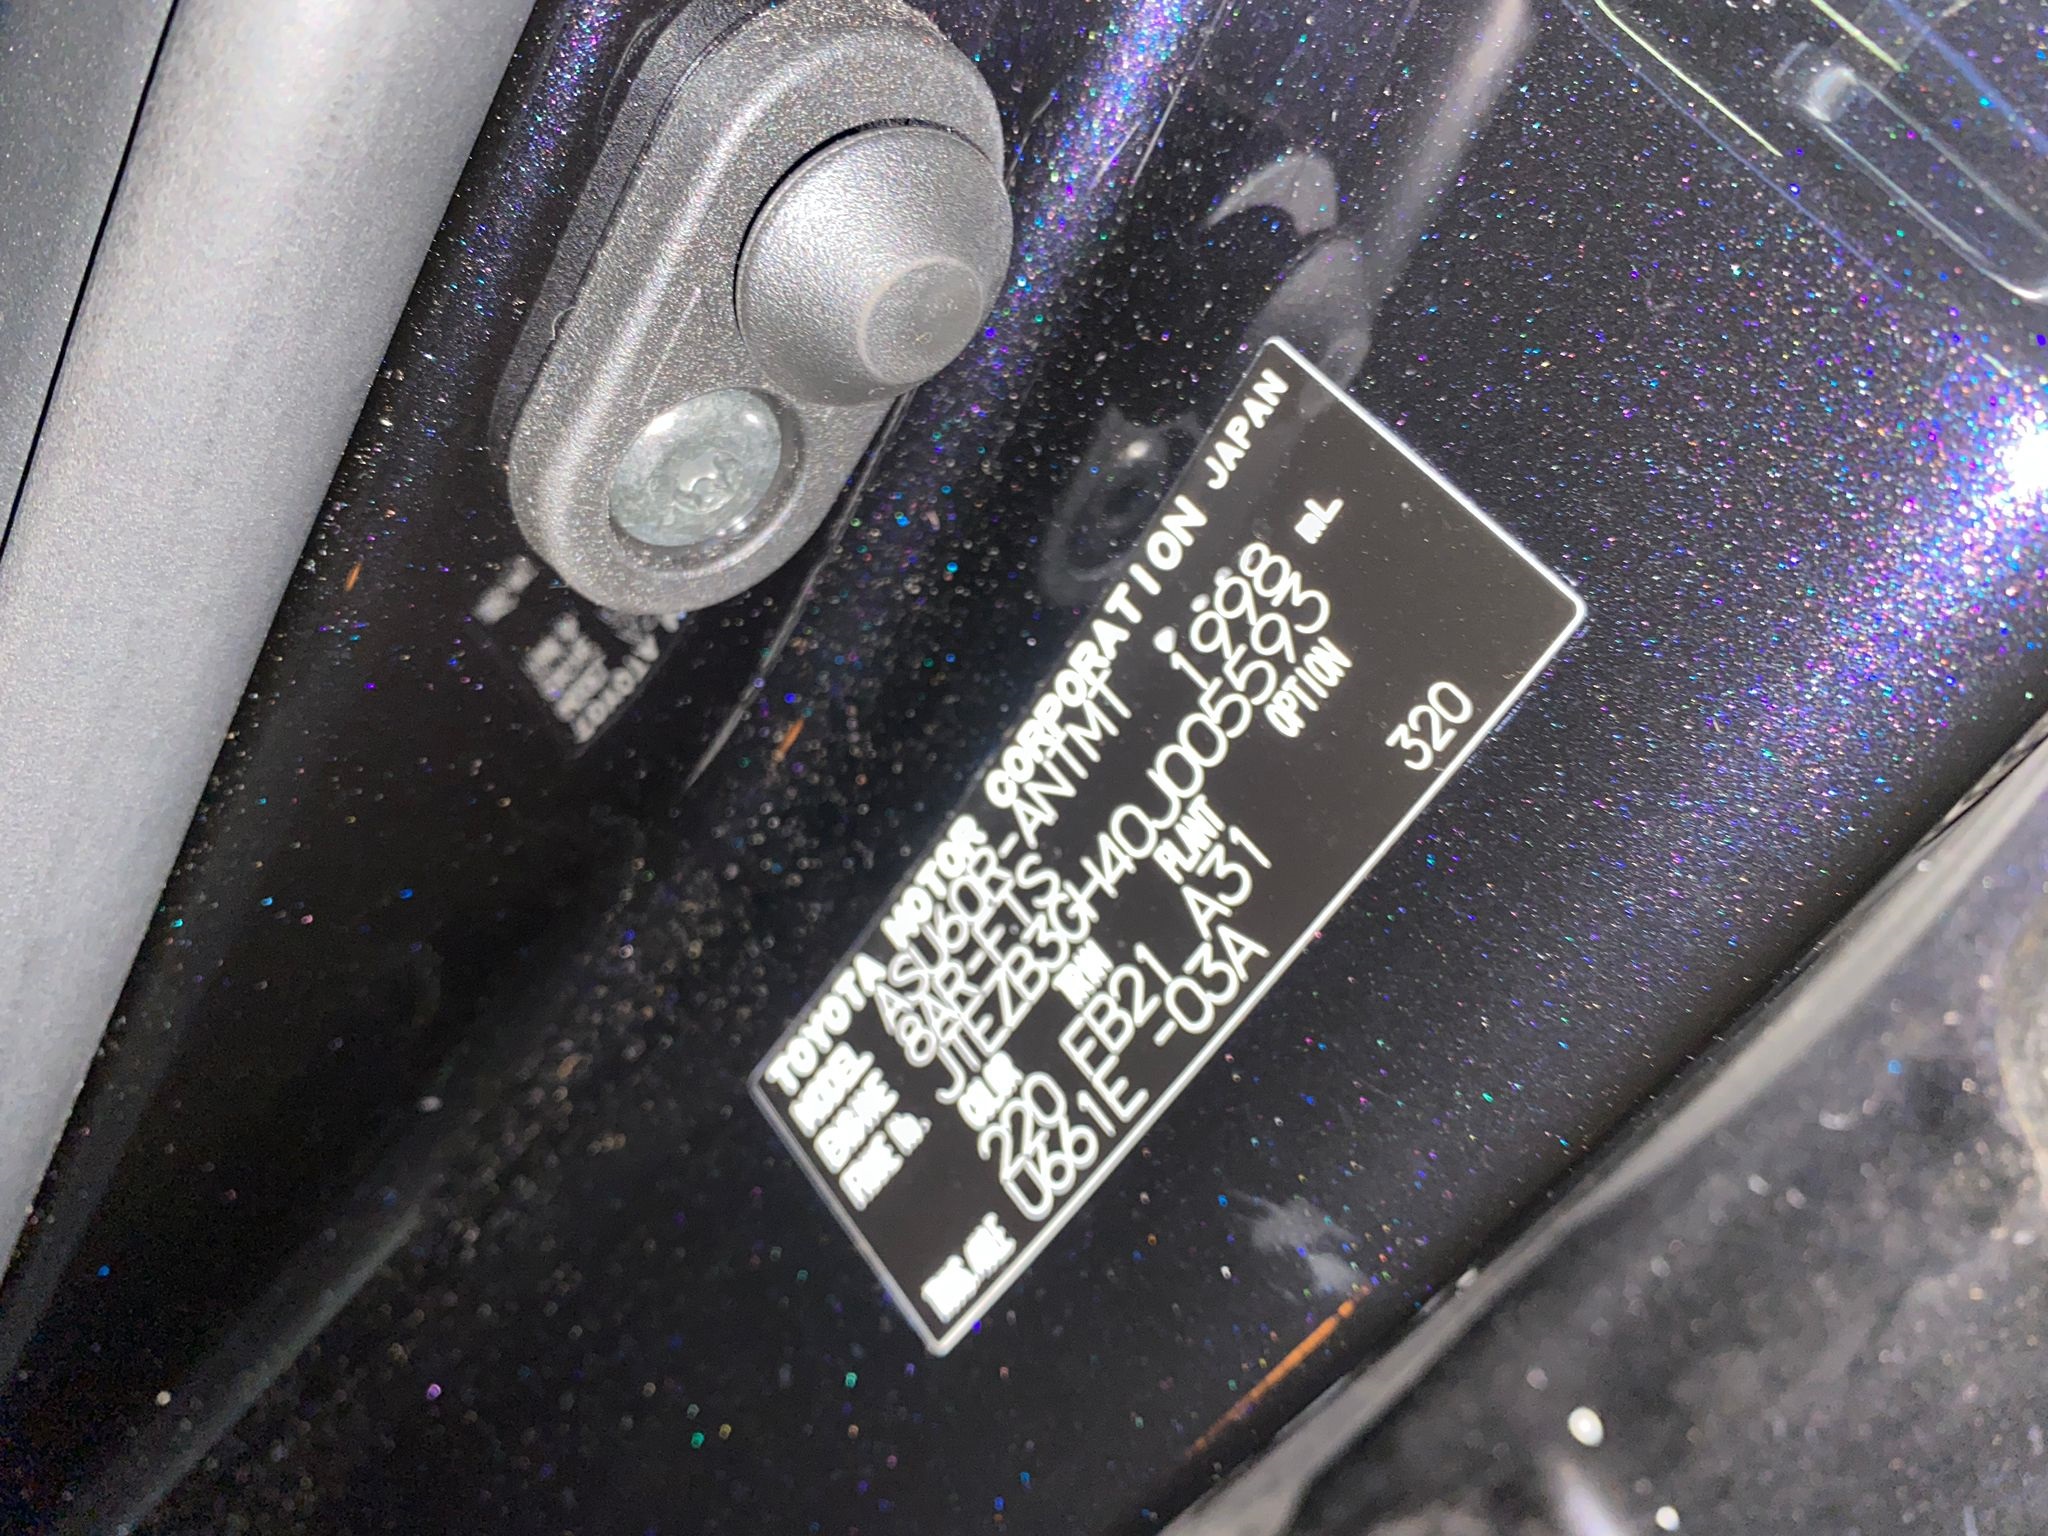 TOYOTA MOTOR CORPORATION JAPAN
MODEL ASU60R-ANTMT
ENGINE 8AR-FTS 1998 mL
FRAME No. JTEZB3GH40J005593
COLOR TRIM PLANT OPTION
220 FB21 A31 320
TRANS./AXLE U661E -03A